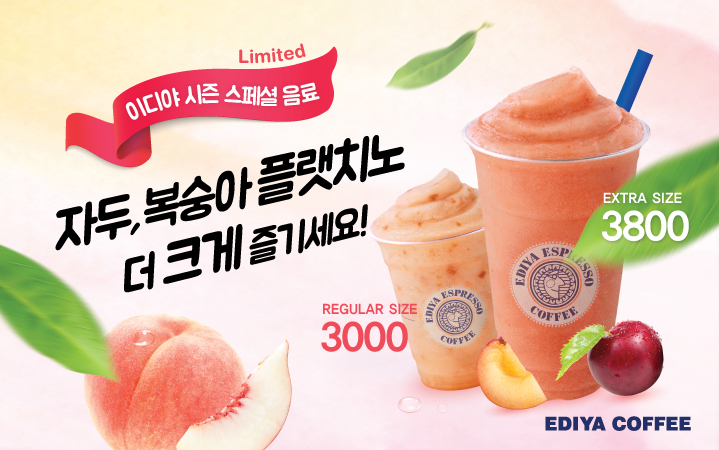 Limited
이디야 시즌 스페셜 음료
자두, 복숭아 플랫치노
더 크게 즐기세요!
EXTRA SIZE
3800
REGULAR SIZE
3000
EDIYA ESPRESSO
COFFEE
EDIYA ESPRESSO
COFFEE
EDIYA COFFEE